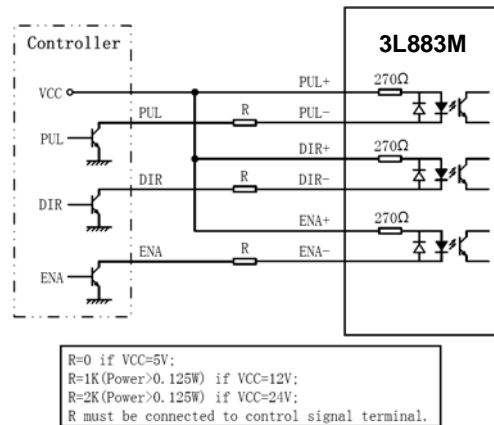 Controller
3L883M
VCC
PUL+
270Ω
PUL
R
PUL-
PUL
DIR+
270Ω
DIR
R
DIR-
DIR
ENA+
270Ω
ENA
R
ENA-
ENA
R=0 if VCC=5V;
R=1K(Power>0.125W) if VCC=12V;
R=2K(Power>0.125W) if VCC=24V;
R must be connected to control signal terminal.